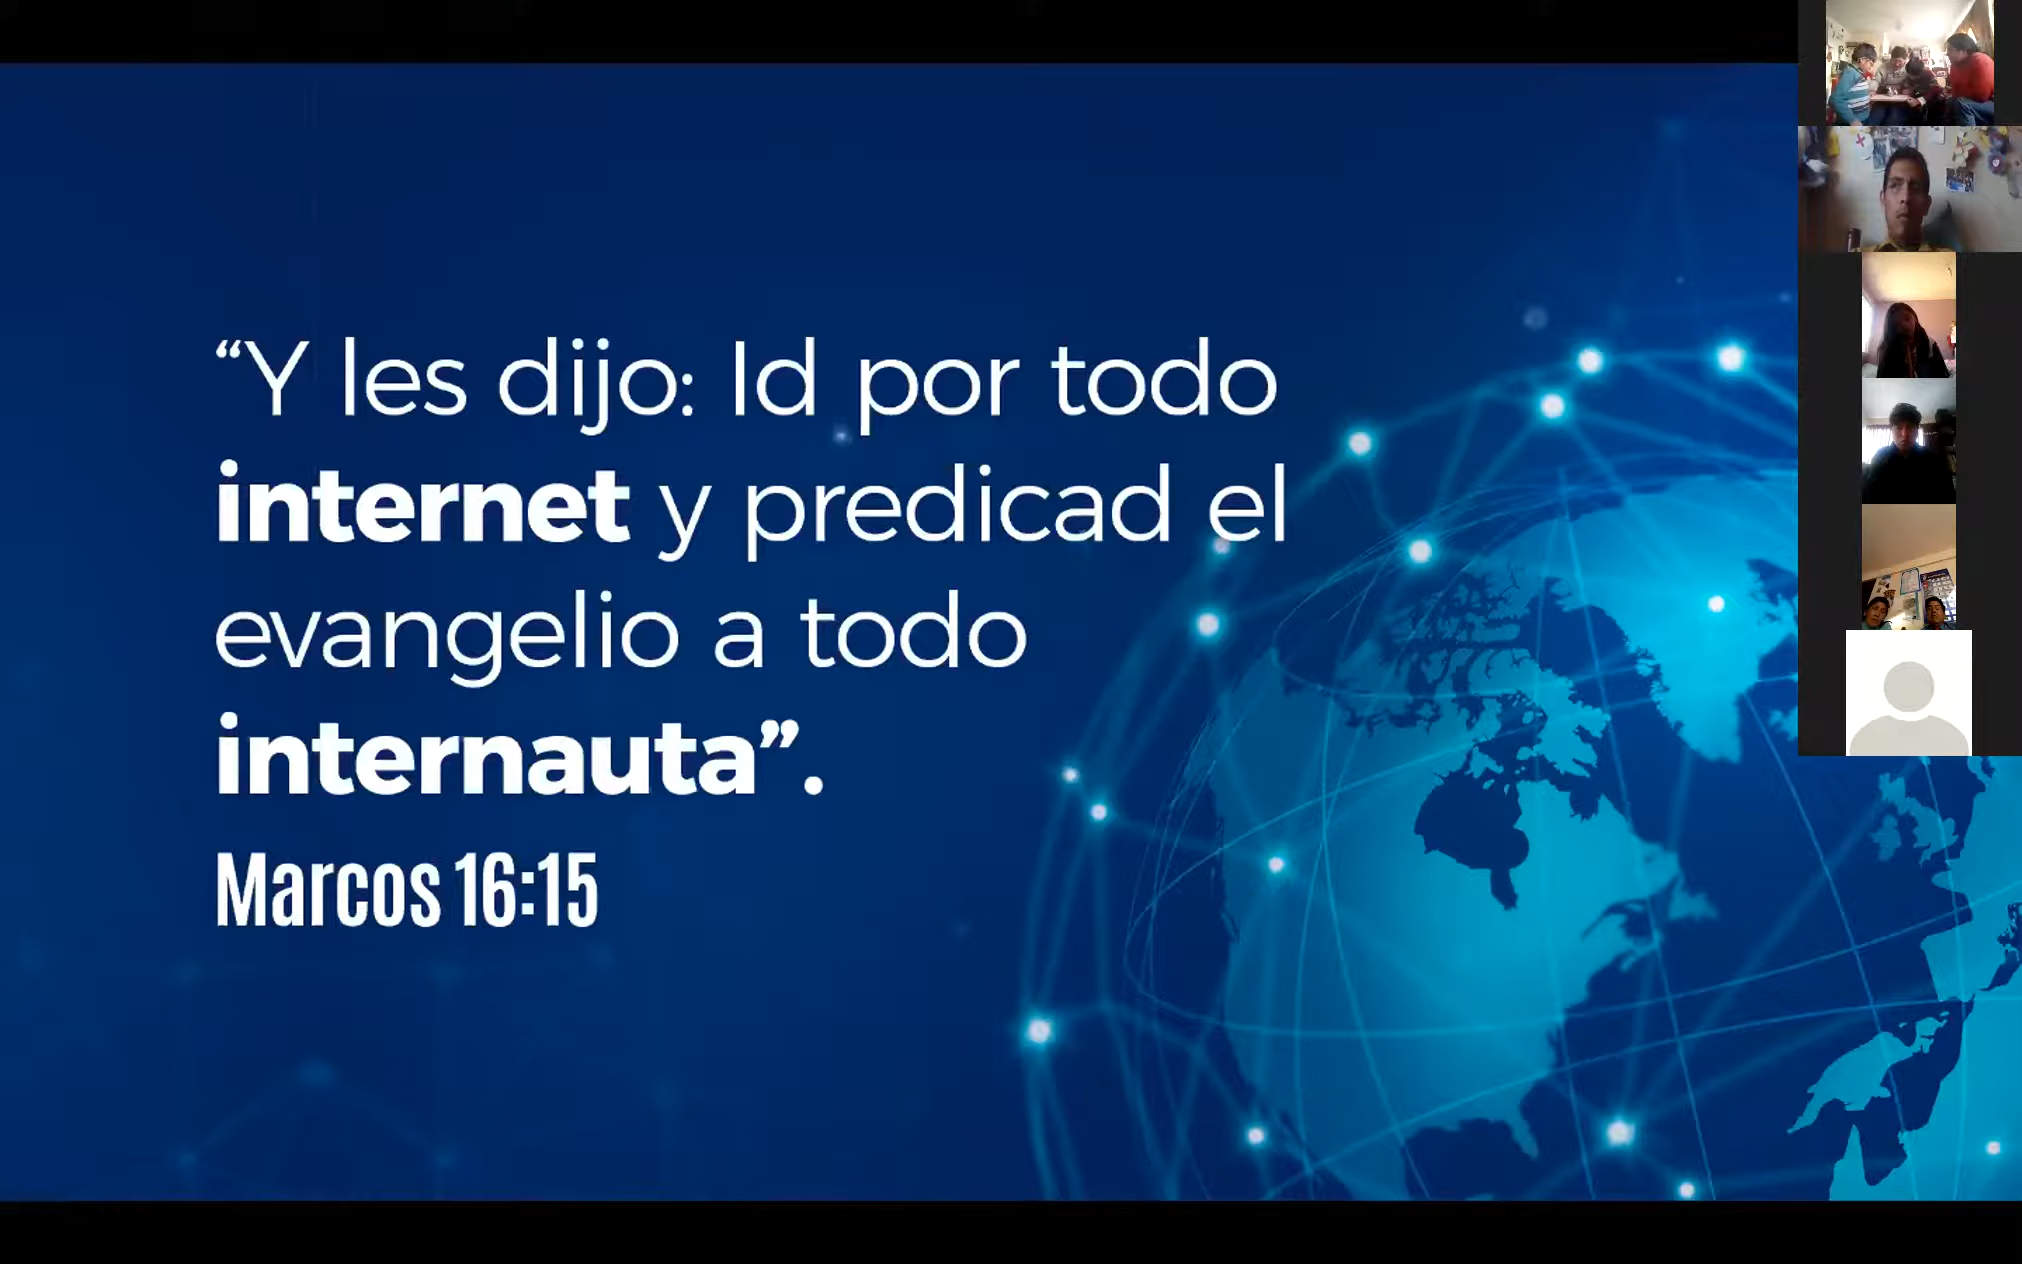 “Y les dijo: Id por todo
internet y predicad el
evangelio a todo
internauta”.
Marcos 16:15